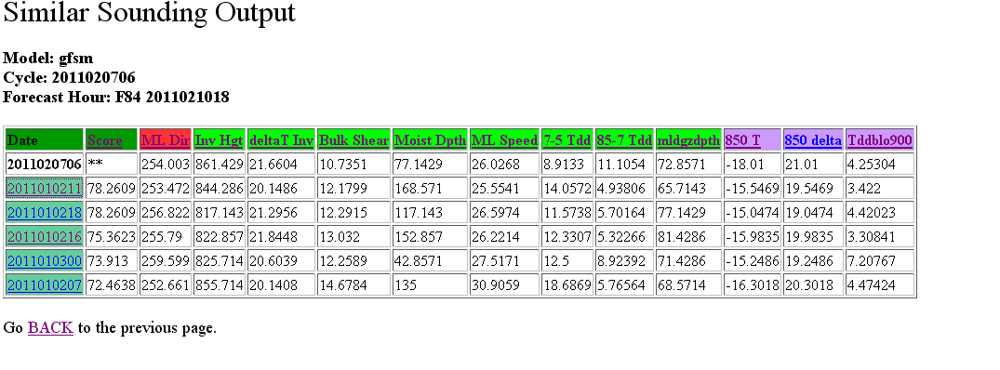 Similar Sounding Output
Model: gfsm
Cycle: 2011020706
Forecast Hour: F84 2011021018
Date Score ML Dir Inv Hgt deltaT Inv Bulk Shear Moist Dpth ML Speed 7-5 Tdd 85-7 Tdd mldgzdpth 850 T 850 delta Tddblo900
2011020706 ** 254.003 861.429 21.6604 10.7351 77.1429 26.0268 8.9133 11.1054 72.8571 -18.01 21.01 4.25304
2011010211 78.2609 253.472 844.286 20.1486 12.1799 168.571 25.5541 14.0572 4.93806 65.7143 -15.5469 19.5469 3.422
2011010218 78.2609 256.822 817.143 21.2956 12.2915 117.143 26.5974 11.5738 5.70164 77.1429 -15.0474 19.0474 4.42023
2011010216 75.3623 255.79 822.857 21.8448 13.032 152.857 26.2214 12.3307 5.32266 81.4286 -15.9835 19.9835 3.30841
2011010300 73.913 259.599 825.714 20.6039 12.2589 42.8571 27.5171 12.5 8.92392 71.4286 -15.2486 19.2486 7.20767
2011010207 72.4638 252.661 855.714 20.1408 14.6784 135 30.9059 18.6869 5.76564 68.5714 -16.3018 20.3018 4.47424
Go BACK to the previous page.